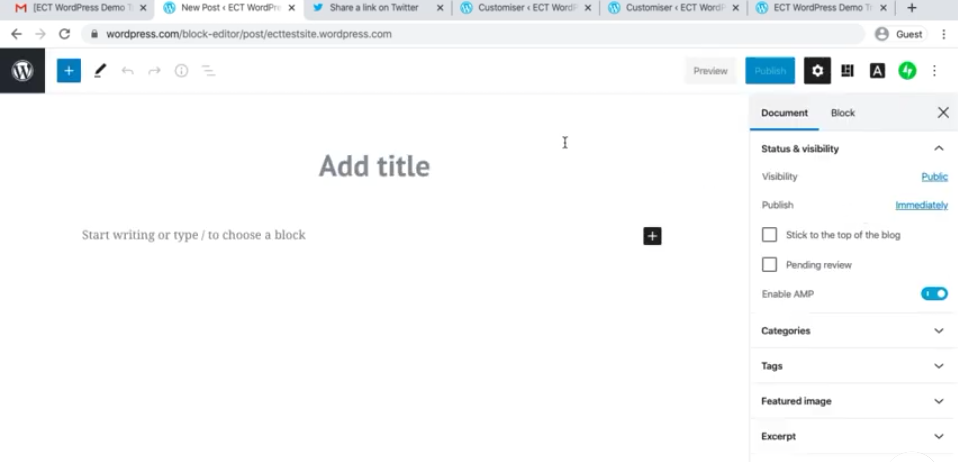 [ECT WordPress Demo T
New Post ‹ ECT WordPre
Share a link on Twitter
Customiser ‹ ECT WordP
Customiser ‹ ECT WordP
ECT WordPress Demo T
wordpress.com/block-editor/post/ecttestsite.wordpress.com
Guest
Preview
Publish
A
Document
Block
Status & visibility
Add title
Visibility
Public
Publish
Immediately
Start writing or type / to choose a block
Stick to the top of the blog
Pending review
Enable AMP
Categories
Tags
Featured image
Excerpt